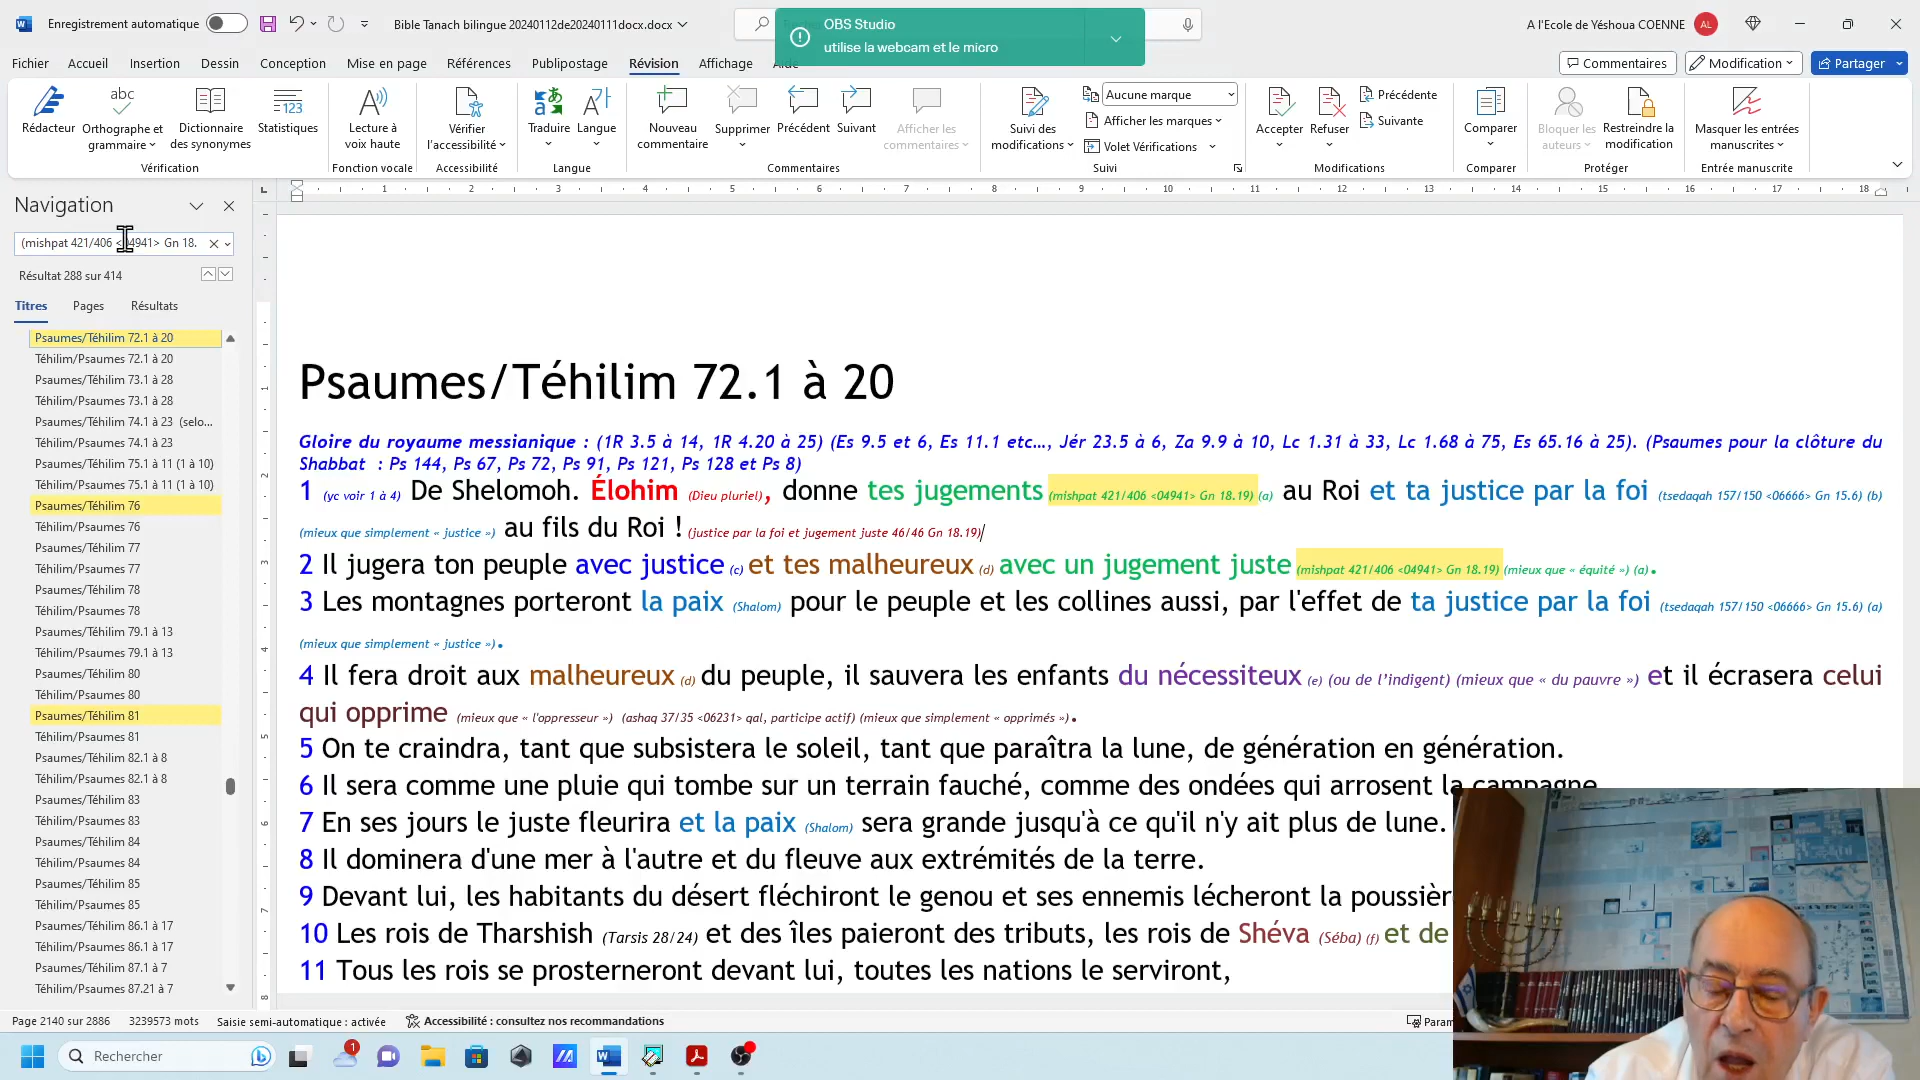 Enregistrement automatique
Bible Tanach bilingue 20240112de20240111docx.docx
OBS Studio
utilise la webcam et le micro
A l'Ecole de Yéshoua COENNE
AL
Fichier Accueil Insertion Dessin Conception Mise en page Références Publipostage Révision Affichage Aide
Commentaires Modification Partager
Rédacteur
Orthographe et grammaire
Dictionnaire des synonymes
Statistiques
Lecture à voix haute
Vérifier l'accessibilité
Traduire
Langue
Nouveau commentaire
Supprimer
Précédent
Suivant
Afficher les commentaires
Suivi des modifications
Aucune marque
Afficher les marques
Volet Vérifications
Accepter
Refuser
Précédente
Suivante
Comparer
Bloquer les auteurs
Restreindre la modification
Masquer les entrées manuscrites
Vérification Fonction vocale Accessibilité Langue Commentaires Suivi Modifications Comparer Protéger Entrée manuscrite
Navigation
(mishpat 421/406 <04941> Gn 18.
Résultat 288 sur 414
Titres Pages Résultats
Psaumes/Téhilim 72.1 à 20
Téhilim/Psaumes 72.1 à 20
Psaumes/Téhilim 73.1 à 28
Téhilim/Psaumes 73.1 à 28
Psaumes/Téhilim 74.1 à 23 (selo...
Téhilim/Psaumes 74.1 à 23
Psaumes/Téhilim 75.1 à 11 (1 à 10)
Téhilim/Psaumes 75.1 à 11 (1 à 10)
Psaumes/Téhilim 76
Téhilim/Psaumes 76
Psaumes/Téhilim 77
Téhilim/Psaumes 77
Psaumes/Téhilim 78
Téhilim/Psaumes 78
Psaumes/Téhilim 79.1 à 13
Téhilim/Psaumes 79.1 à 13
Psaumes/Téhilim 80
Téhilim/Psaumes 80
Psaumes/Téhilim 81
Téhilim/Psaumes 81
Psaumes/Téhilim 82.1 à 8
Téhilim/Psaumes 82.1 à 8
Psaumes/Téhilim 83
Téhilim/Psaumes 83
Psaumes/Téhilim 84
Téhilim/Psaumes 84
Psaumes/Téhilim 85
Téhilim/Psaumes 85
Psaumes/Téhilim 86.1 à 17
Téhilim/Psaumes 86.1 à 17
Psaumes/Téhilim 87.1 à 7
Téhilim/Psaumes 87.21 à 7
Psaumes/Téhilim 72.1 à 20
Gloire du royaume messianique : (1R 3.5 à 14, 1R 4.20 à 25) (Es 9.5 et 6, Es 11.1 etc…, Jér 23.5 à 6, Za 9.9 à 10, Lc 1.31 à 33, Lc 1.68 à 75, Es 65.16 à 25). (Psaumes pour la clôture du
Shabbat : Ps 144, Ps 67, Ps 72, Ps 91, Ps 121, Ps 128 et Ps 8)
1 (yc voir 1 à 4) De Shelomoh. Élohim (Dieu pluriel), donne tes jugements (mishpat 421/406 <04941> Gn 18.19) (a) au Roi et ta justice par la foi (tsedaqah 157/150 <06666> Gn 15.6) (b)
(mieux que simplement « justice ») au fils du Roi ! (justice par la foi et jugement juste 46/46 Gn 18.19)
2 Il jugera ton peuple avec justice (c) et tes malheureux (d) avec un jugement juste (mishpat 421/406 <04941> Gn 18.19) (mieux que « équité ») (a).
3 Les montagnes porteront la paix (Shalom) pour le peuple et les collines aussi, par l'effet de ta justice par la foi (tsedaqah 157/150 <06666> Gn 15.6) (a)
(mieux que simplement « justice »).
4 Il fera droit aux malheureux (d) du peuple, il sauvera les enfants du nécessiteux (e) (ou de l'indigent) (mieux que « du pauvre ») et il écrasera celui
qui opprime (mieux que « l'oppresseur ») (ashaq 37/35 <06231> qal, participe actif) (mieux que simplement « opprimés »).
5 On te craindra, tant que subsistera le soleil, tant que paraîtra la lune, de génération en génération.
6 Il sera comme une pluie qui tombe sur un terrain fauché, comme des ondées qui arrosent la campagne
7 En ses jours le juste fleurira et la paix (Shalom) sera grande jusqu'à ce qu'il n'y ait plus de lune.
8 Il dominera d'une mer à l'autre et du fleuve aux extrémités de la terre.
9 Devant lui, les habitants du désert fléchiront le genou et ses ennemis lécheront la poussièr
10 Les rois de Tharshish (Tarsis 28/24) et des îles paieront des tributs, les rois de Shéva (Séba) (f) et de
11 Tous les rois se prosterneront devant lui, toutes les nations le serviront,
Page 2140 sur 2886 3239573 mots Saisie semi-automatique : activée Accessibilité : consultez nos recommandations Param
Rechercher
1